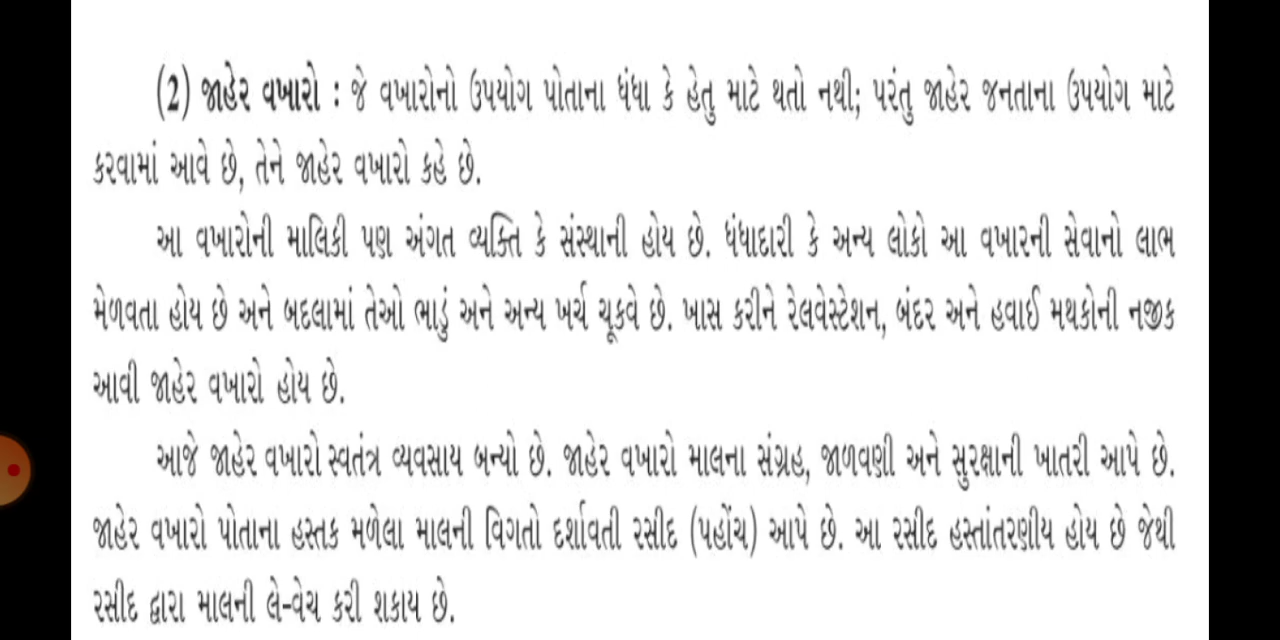 (2) જાહેર વખારો : જે વખારોનો ઉપયોગ પોતાના ધંધા કે હેતુ માટે થતો નથી; પરંતુ જાહેર જનતાના ઉપયોગ માટે
કરવામાં આવે છે, તેને જાહેર વખારો કહે છે.
આ વખારોની માલિકી પણ અંગત વ્યક્તિ કે સંસ્થાની હોય છે. ધંધાદારી કે અન્ય લોકો આ વખારની સેવાનો લાભ
મેળવતા હોય છે અને બદલામાં તેઓ ભાડું અને અન્ય ખર્ચ ચૂકવે છે. ખાસ કરીને રેલવેસ્ટેશન, બંદર અને હવાઈ મથકોની નજીક
આવી જાહેર વખારો હોય છે.
આજે જાહેર વખારો સ્વતંત્ર વ્યવસાય બન્યો છે. જાહેર વખારો માલના સંગ્રહ, જાળવણી અને સુરક્ષાની ખાતરી આપે છે.
જાહેર વખારો પોતાના હસ્તક મળેલા માલની વિગતો દર્શાવતી રસીદ (પહોંચ) આપે છે. આ રસીદ હસ્તાંતરણીય હોય છે જેથી
રસીદ દ્વારા માલની લે-વેચ કરી શકાય છે.